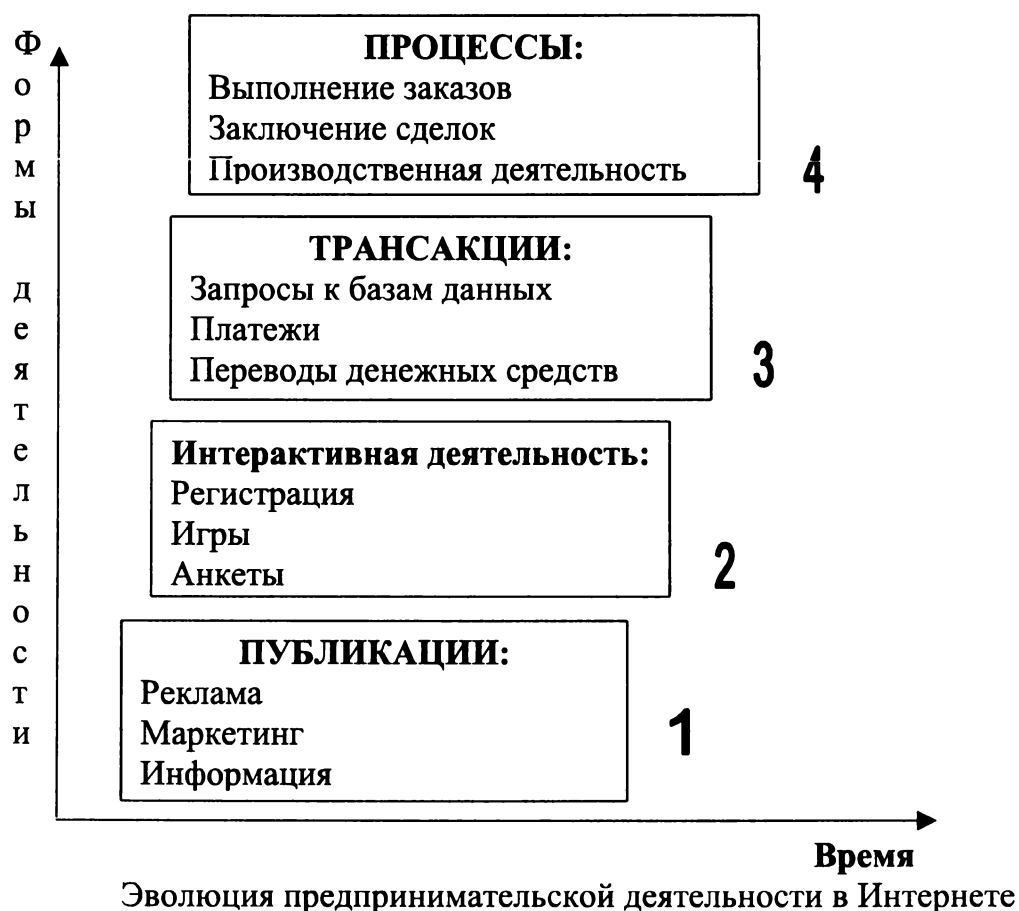 Формы деятельности
ПРОЦЕССЫ:
Выполнение заказов
Заключение сделок
Производственная деятельность
4
ТРАНСАКЦИИ:
Запросы к базам данных
Платежи
Переводы денежных средств
3
Интерактивная деятельность:
Регистрация
Игры
Анкеты
2
ПУБЛИКАЦИИ:
Реклама
Маркетинг
Информация
1
Время
Эволюция предпринимательской деятельности в Интернете